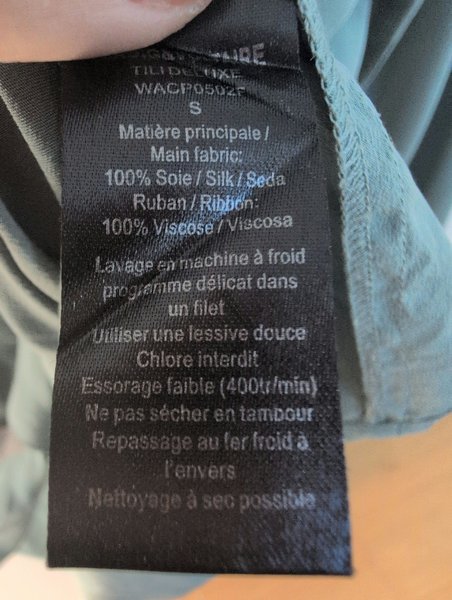 TILI DELUXE
WACP0502F
S
Matière principale /
Main fabric:
100% Soie / Silk / Seda
Ruban / Ribbon:
100% Viscose / Viscosa
Lavage en machine à froid
programme délicat dans
un filet
Utiliser une lessive douce
Chlore interdit
Essorage faible (400tr/min)
Ne pas sécher en tambour
Repassage au fer froid à
l'envers
Nettoyage à sec possible